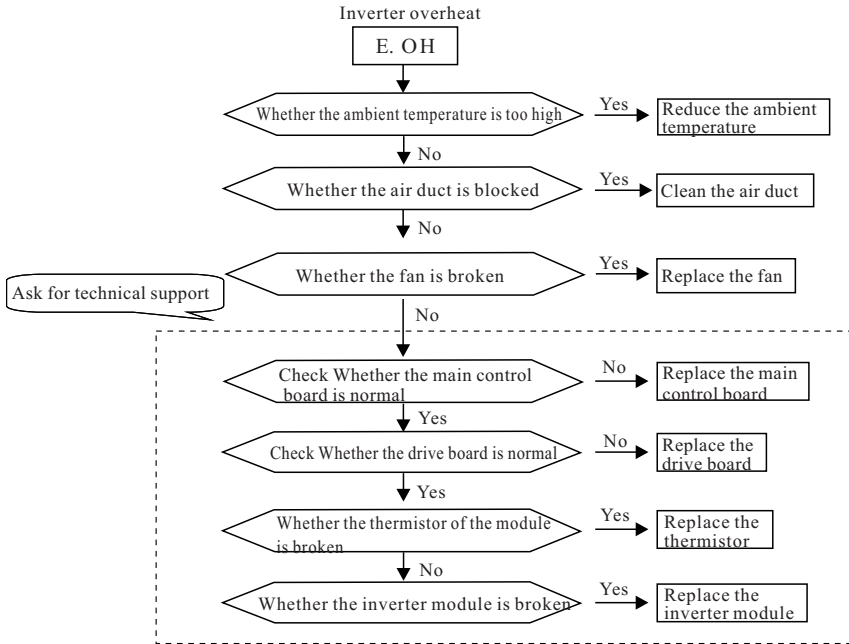 Inverter overheat
E. OH
Whether the ambient temperature is too high
Yes
Reduce the ambient
temperature
No
Whether the air duct is blocked
Yes
Clean the air duct
No
Whether the fan is broken
Yes
Replace the fan
Ask for technical support
No
Check Whether the main control
board is normal
No
Replace the main
control board
Yes
Check Whether the drive board is normal
No
Replace the
drive board
Yes
Whether the thermistor of the module
is broken
Yes
Replace the
thermistor
No
Whether the inverter module is broken
Yes
Replace the
inverter module